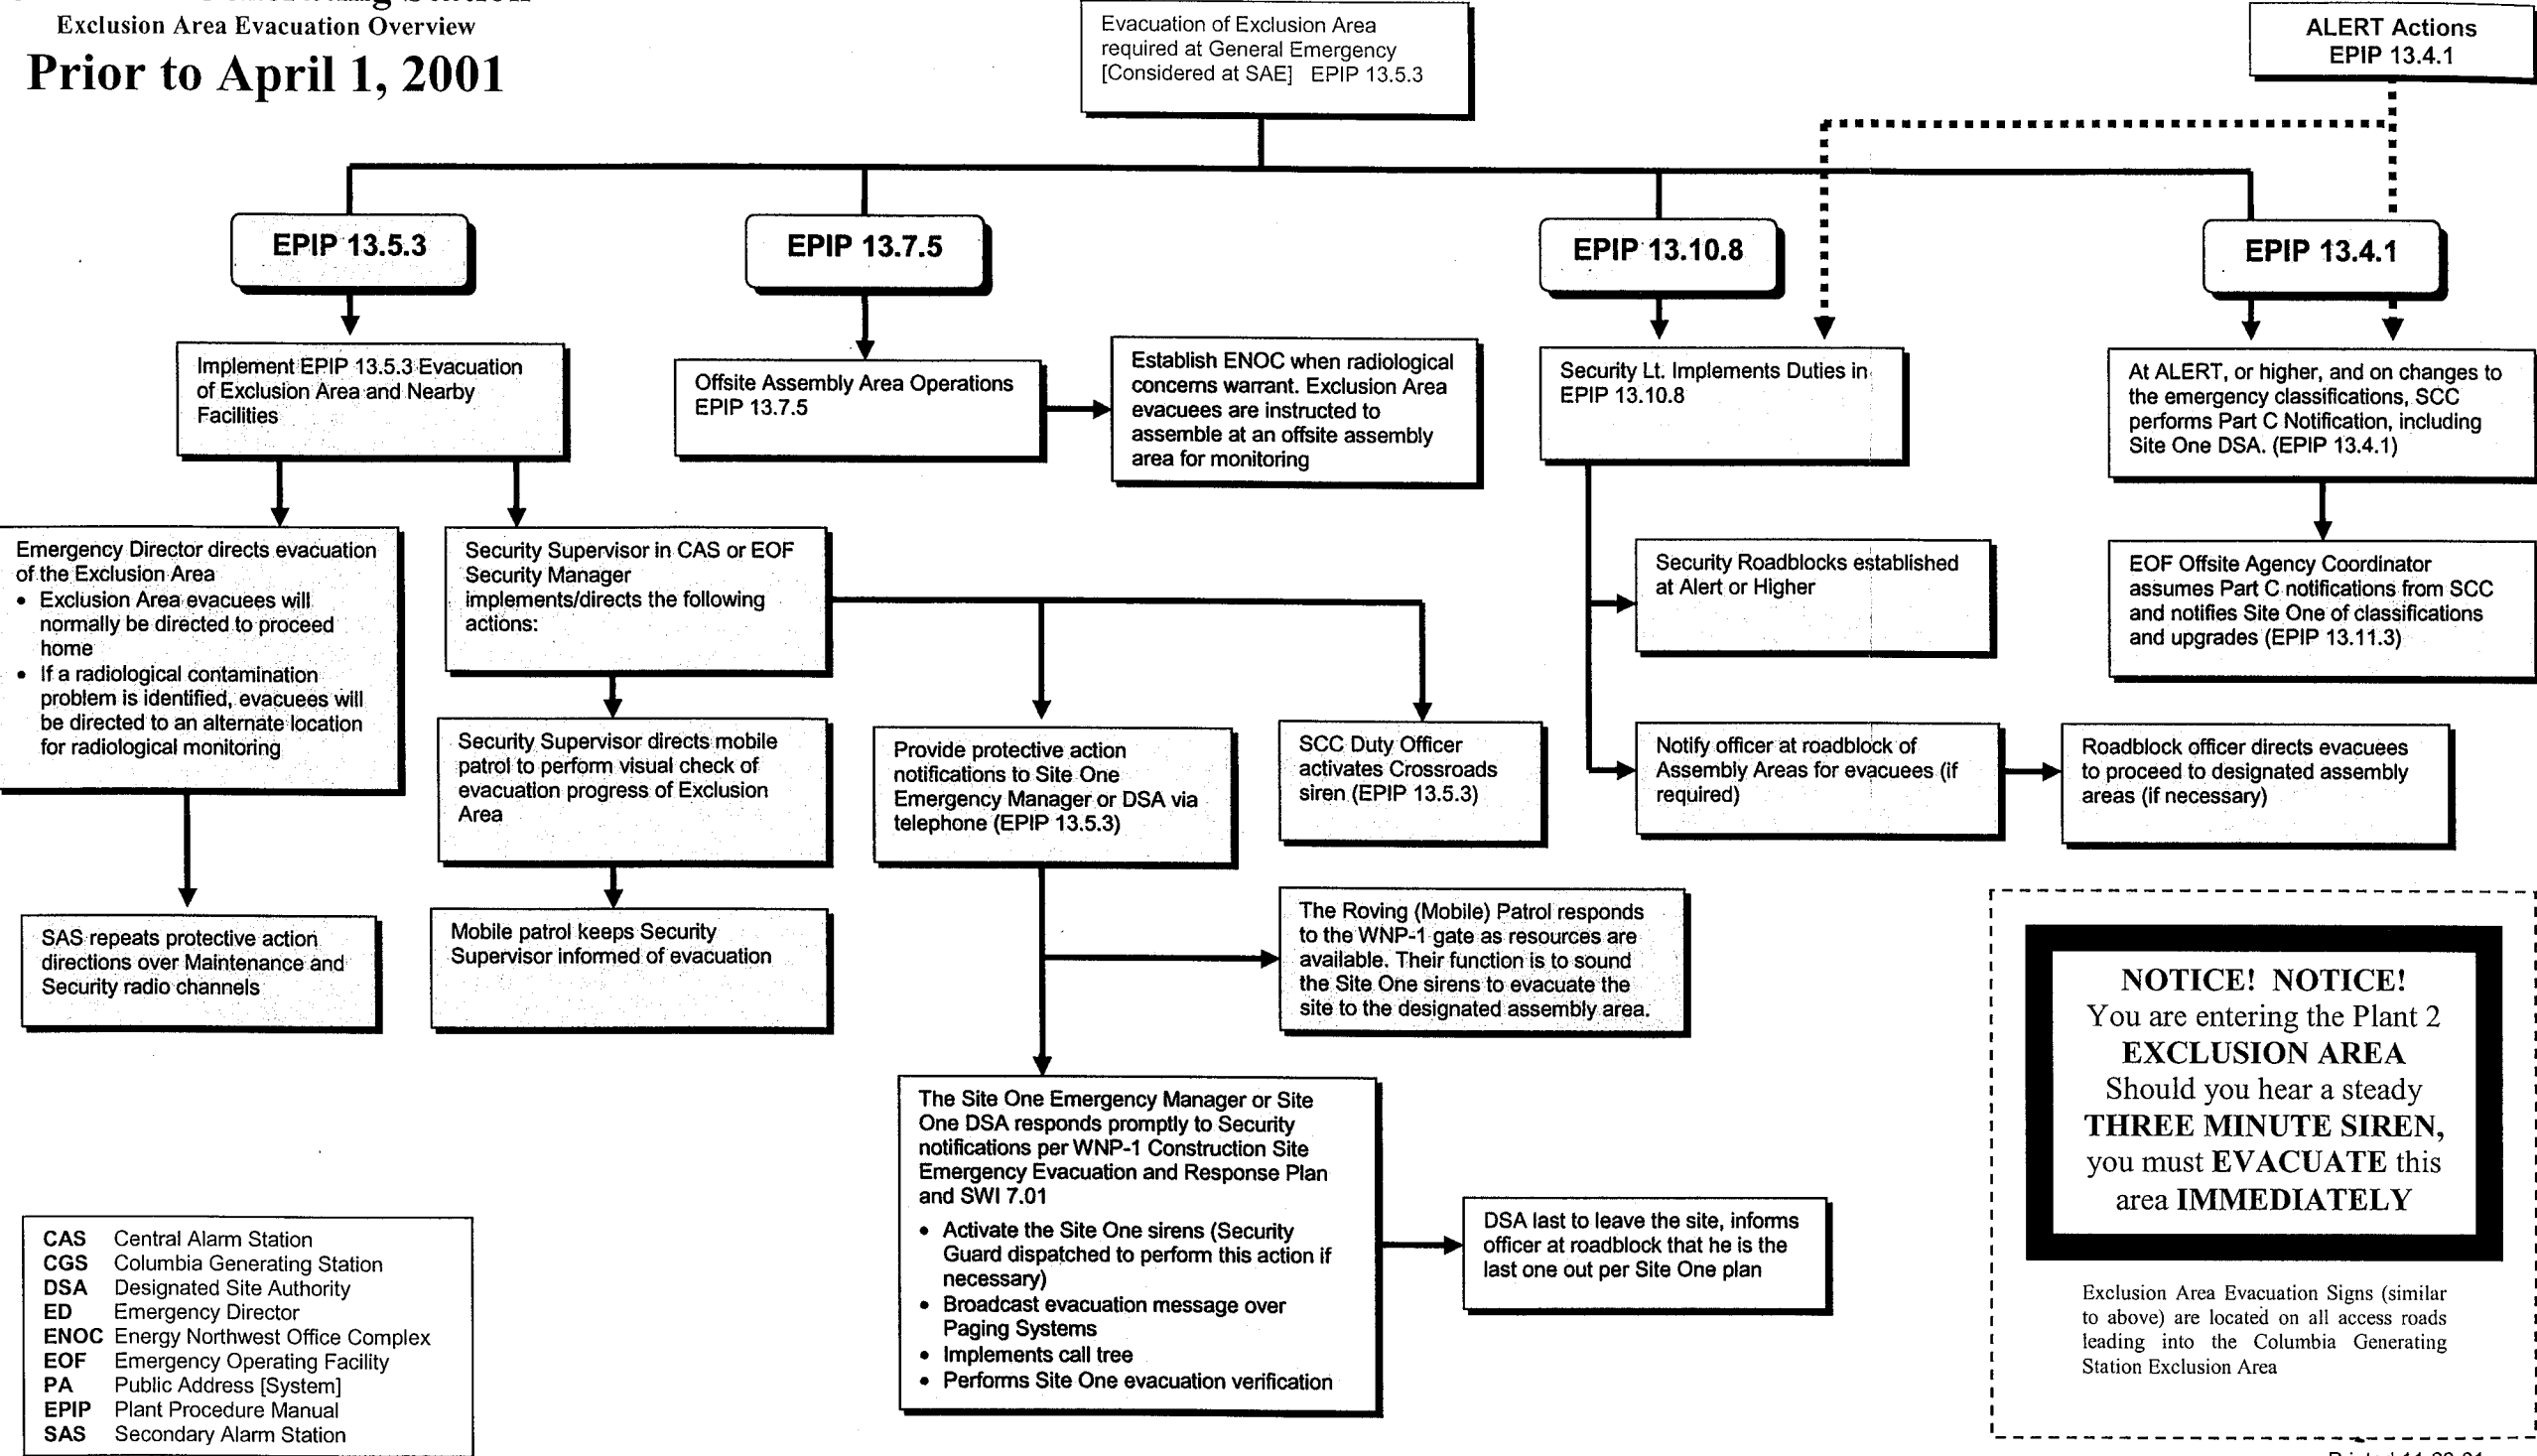 Exclusion Area Evacuation Overview
Prior to April 1, 2001
Evacuation of Exclusion Area
required at General Emergency
[Considered at SAE] EPIP 13.5.3
ALERT Actions
EPIP 13.4.1
EPIP 13.5.3
EPIP 13.7.5
EPIP 13.10.8
EPIP 13.4.1
Implement EPIP 13.5.3 Evacuation
of Exclusion Area and Nearby
Facilities
Offsite Assembly Area Operations
EPIP 13.7.5
Establish ENOC when radiological
concerns warrant. Exclusion Area
evacuees are instructed to
assemble at an offsite assembly
area for monitoring
Security Lt. Implements Duties in
EPIP 13.10.8
At ALERT, or higher, and on changes to
the emergency classifications, SCC
performs Part C Notification, including
Site One DSA. (EPIP 13.4.1)
Emergency Director directs evacuation
of the Exclusion Area
• Exclusion Area evacuees will
normally be directed to proceed
home
• If a radiological contamination
problem is identified, evacuees will
be directed to an alternate location
for radiological monitoring
Security Supervisor in CAS or EOF
Security Manager
implements/directs the following
actions:
Security Roadblocks established
at Alert or Higher
EOF Offsite Agency Coordinator
assumes Part C notifications from SCC
and notifies Site One of classifications
and upgrades (EPIP 13.11.3)
Security Supervisor directs mobile
patrol to perform visual check of
evacuation progress of Exclusion
Area
Provide protective action
notifications to Site One
Emergency Manager or DSA via
telephone (EPIP 13.5.3)
SCC Duty Officer
activates Crossroads
siren (EPIP 13.5.3)
Notify officer at roadblock of
Assembly Areas for evacuees (if
required)
Roadblock officer directs evacuees
to proceed to designated assembly
areas (if necessary)
SAS repeats protective action
directions over Maintenance and
Security radio channels
Mobile patrol keeps Security
Supervisor informed of evacuation
The Roving (Mobile) Patrol responds
to the WNP-1 gate as resources are
available. Their function is to sound
the Site One sirens to evacuate the
site to the designated assembly area.
The Site One Emergency Manager or Site
One DSA responds promptly to Security
notifications per WNP-1 Construction Site
Emergency Evacuation and Response Plan
and SWI 7.01
• Activate the Site One sirens (Security
Guard dispatched to perform this action if
necessary)
• Broadcast evacuation message over
Paging Systems
• Implements call tree
• Performs Site One evacuation verification
DSA last to leave the site, informs
officer at roadblock that he is the
last one out per Site One plan
NOTICE! NOTICE!
You are entering the Plant 2
EXCLUSION AREA
Should you hear a steady
THREE MINUTE SIREN,
you must EVACUATE this
area IMMEDIATELY
Exclusion Area Evacuation Signs (similar
to above) are located on all access roads
leading into the Columbia Generating
Station Exclusion Area
CAS Central Alarm Station
CGS Columbia Generating Station
DSA Designated Site Authority
ED Emergency Director
ENOC Energy Northwest Office Complex
EOF Emergency Operating Facility
PA Public Address [System]
EPIP Plant Procedure Manual
SAS Secondary Alarm Station